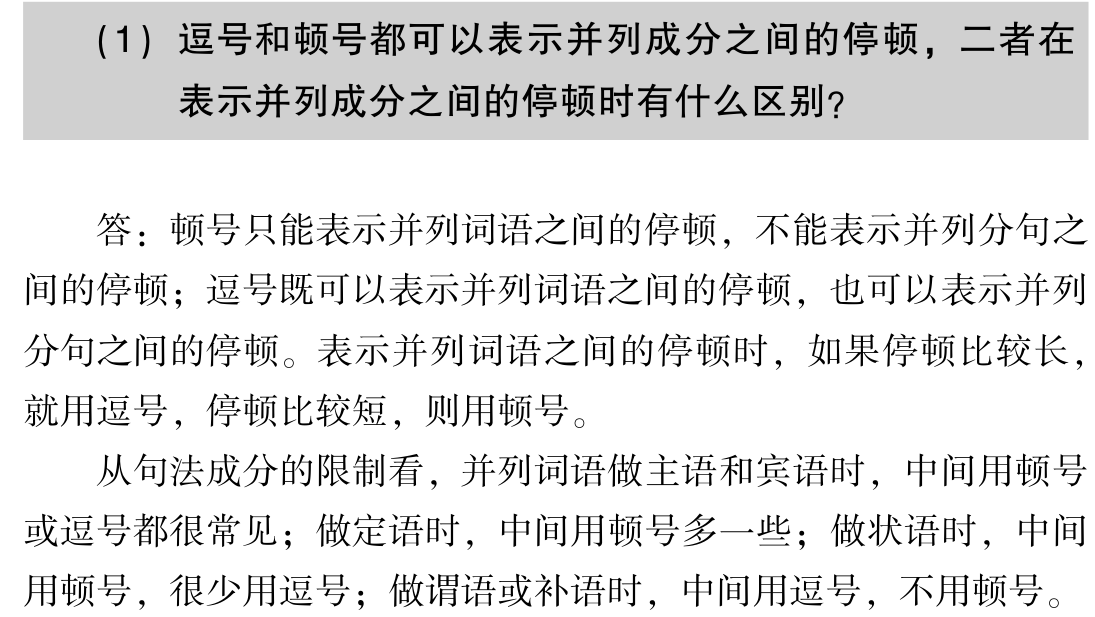 (1) 逗号和顿号都可以表示并列成分之间的停顿，二者在
表示并列成分之间的停顿时有什么区别?
答：顿号只能表示并列词语之间的停顿，不能表示并列分句之
间的停顿；逗号既可以表示并列词语之间的停顿，也可以表示并列
分句之间的停顿。表示并列词语之间的停顿时，如果停顿比较长，
就用逗号，停顿比较短，则用顿号。
从句法成分的限制看，并列词语做主语和宾语时，中间用顿号
或逗号都很常见；做定语时，中间用顿号多一些；做状语时，中间
用顿号，很少用逗号；做谓语或补语时，中间用逗号，不用顿号。